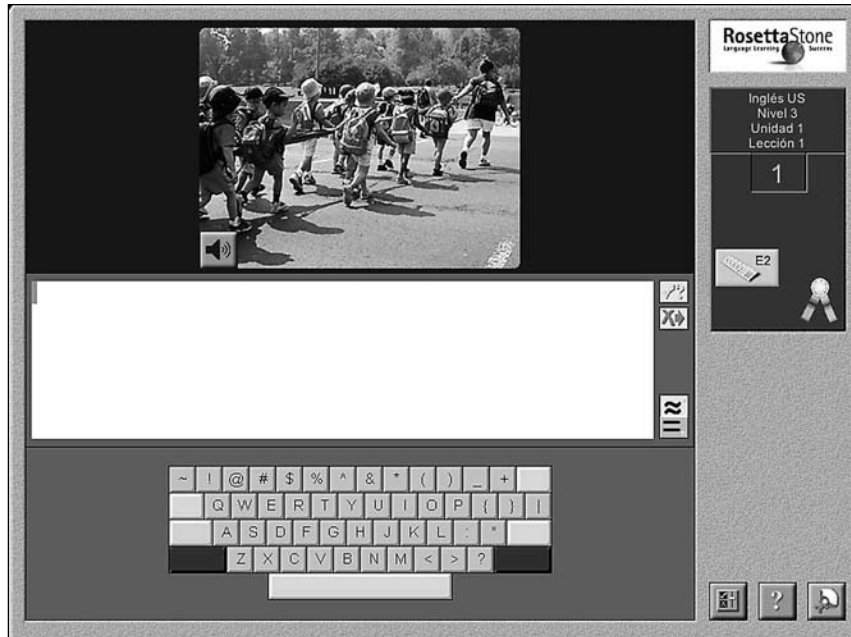 RosettaStone
Language Learning Success
Inglés US
Nivel 3
Unidad 1
Lección 1
1
E2
~ ! @ # $ % ^ & * ( ) _ +
Q W E R T Y U I O P { } |
A S D F G H J K L : "
Z X C V B N M < > ?
?